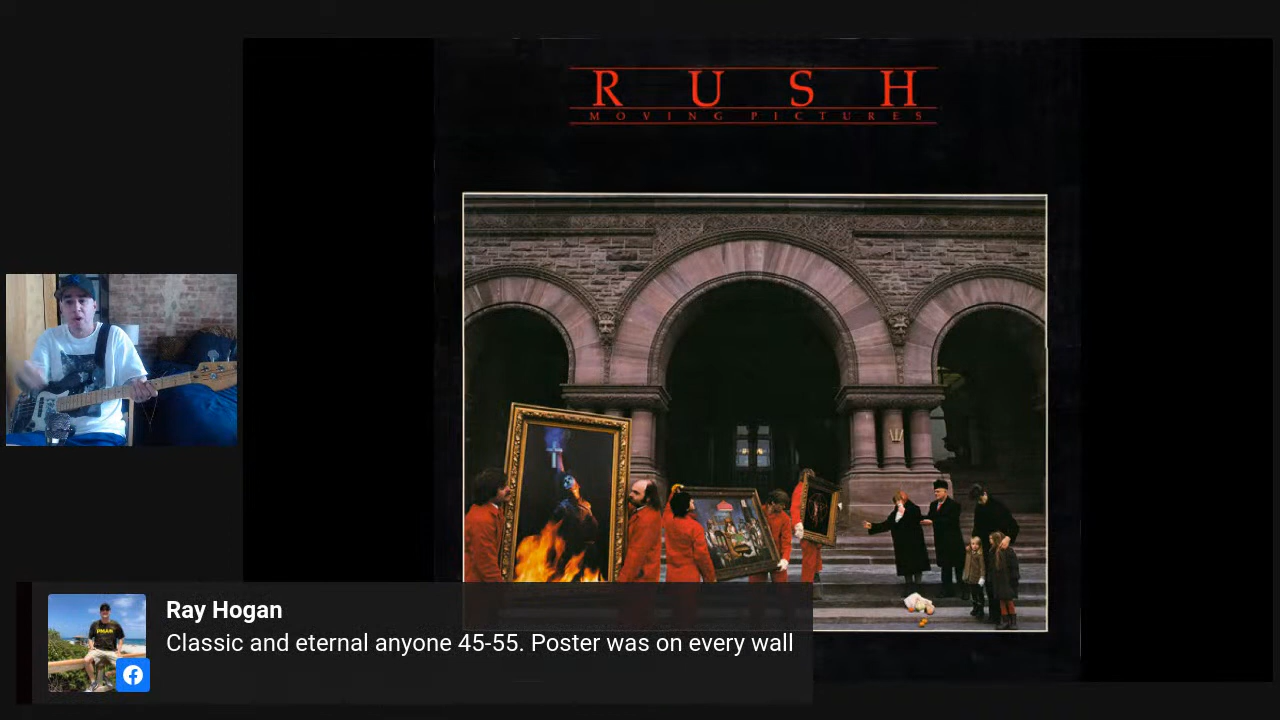 RUSH
MOVING PICTURES
Ray Hogan
Classic and eternal anyone 45-55. Poster was on every wall